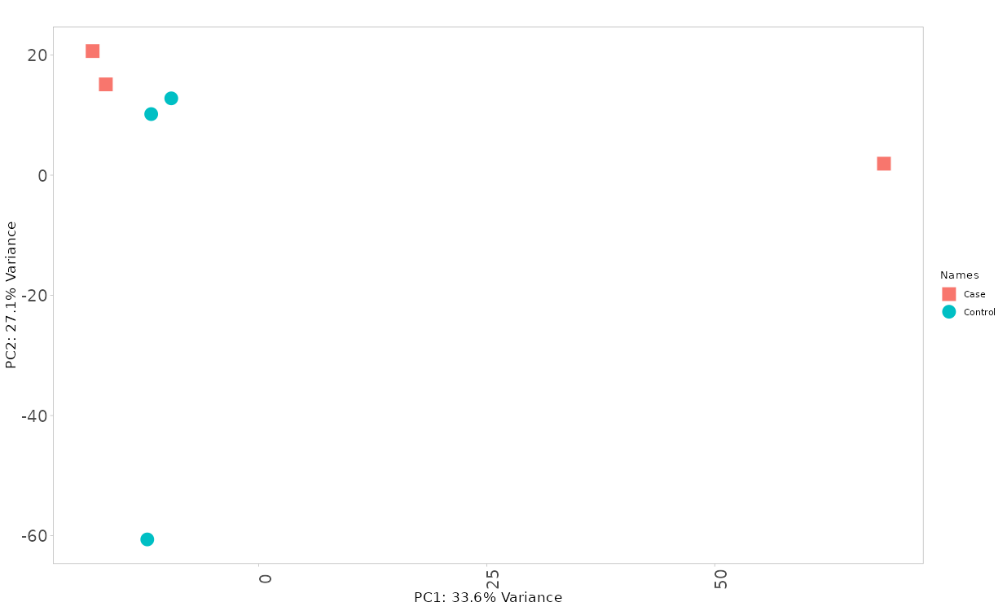 20
0
-20
-40
-60
PC2: 27.1% Variance
0
25
50
PC1: 33.6% Variance
Names
Case
Control